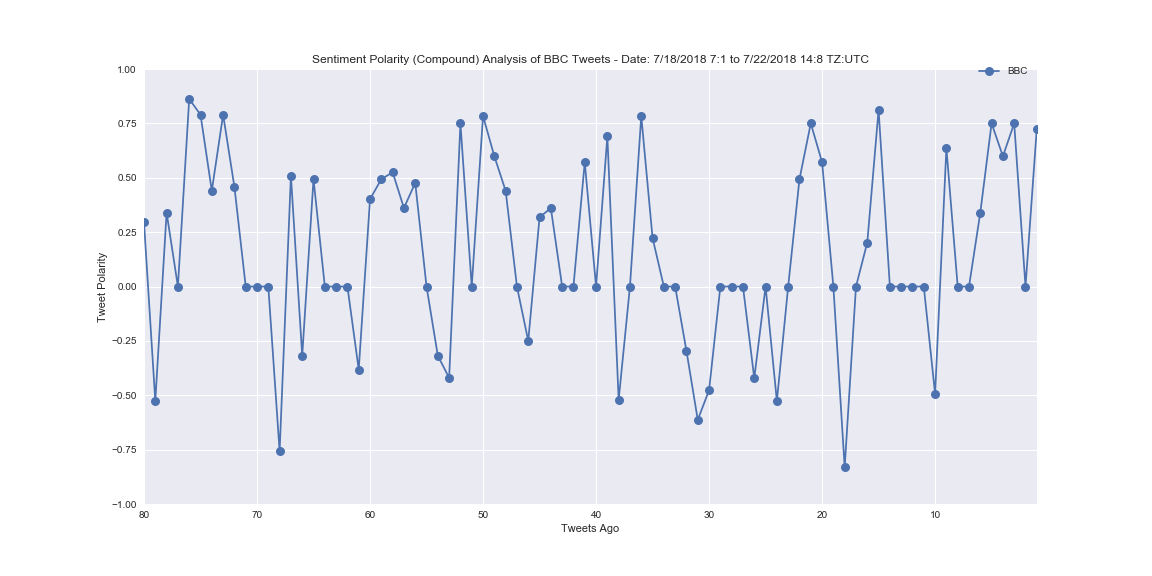 Sentiment Polarity (Compound) Analysis of BBC Tweets - Date: 7/18/2018 7:1 to 7/22/2018 14:8 TZ:UTC
BBC
1.00
0.75
0.50
0.25
0.00
−0.25
−0.50
−0.75
−1.00
Tweet Polarity
80 70 60 50 40 30 20 10
Tweets Ago